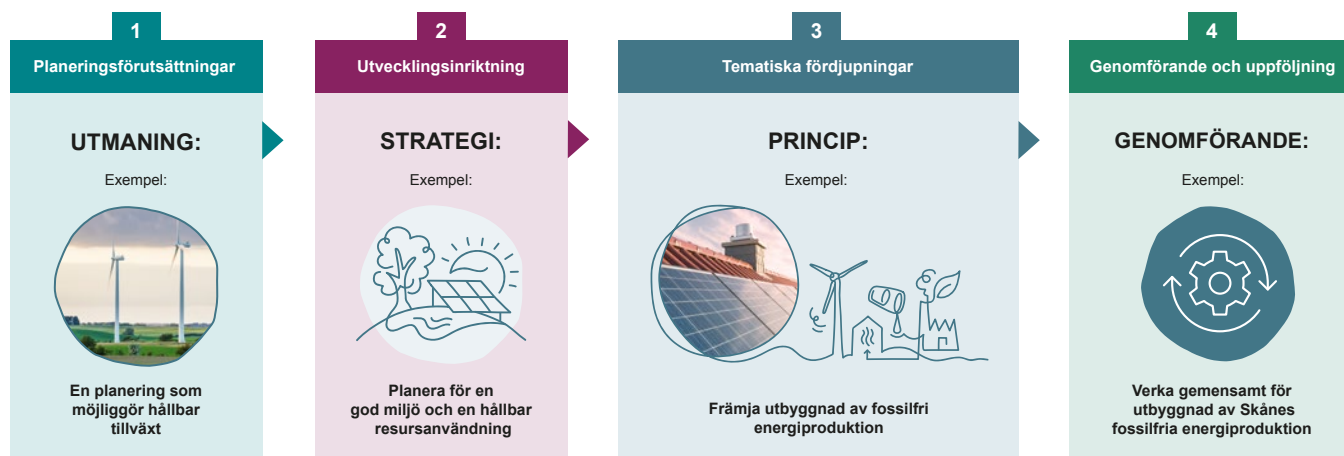 1
Planeringsförutsättningar
UTMANING:
Exempel:
En planering som
möjliggör hållbar
tillväxt
2
Utvecklingsinriktning
STRATEGI:
Exempel:
Planera för en
god miljö och en hållbar
resursanvändning
3
Tematiska fördjupningar
PRINCIP:
Exempel:
Främja utbyggnad av fossilfri
energiproduktion
4
Genomförande och uppföljning
GENOMFÖRANDE:
Exempel:
Verka gemensamt för
utbyggnad av Skånes
fossilfria energiproduktion